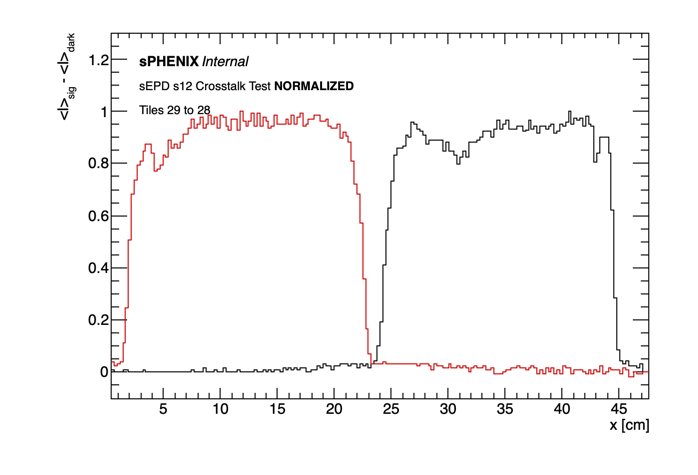 sPHENIX Internal
sEPD s12 Crosstalk Test NORMALIZED
Tiles 29 to 28
<I>sig - <I>dark
1.2
1
0.8
0.6
0.4
0.2
0
5 10 15 20 25 30 35 40 45
x [cm]